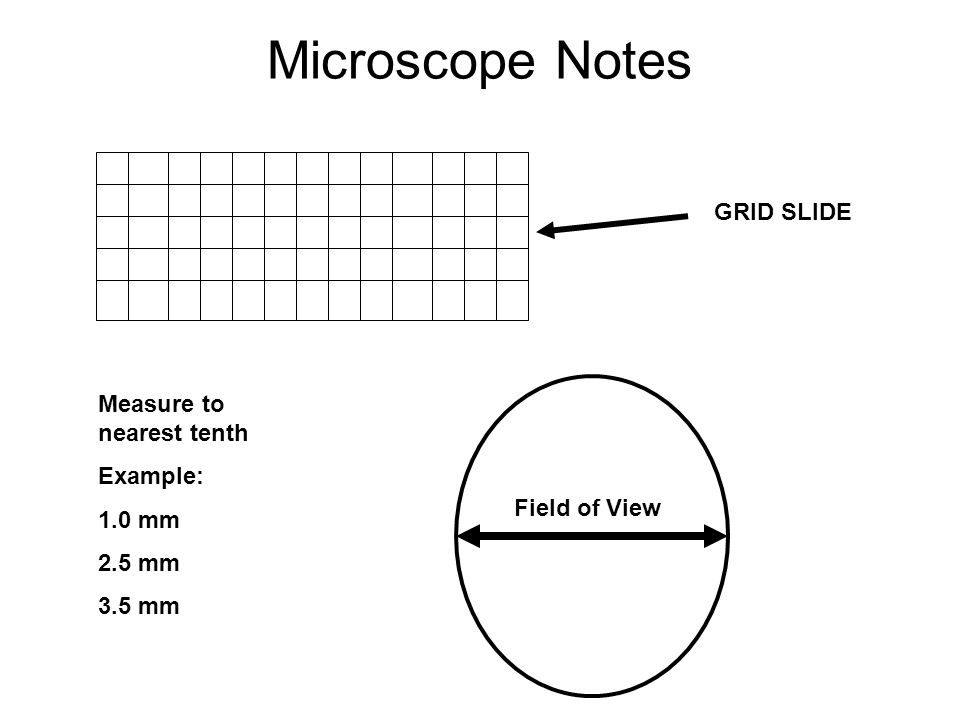 Microscope Notes
GRID SLIDE
Measure to
nearest tenth
Example:
1.0 mm
2.5 mm
3.5 mm
Field of View